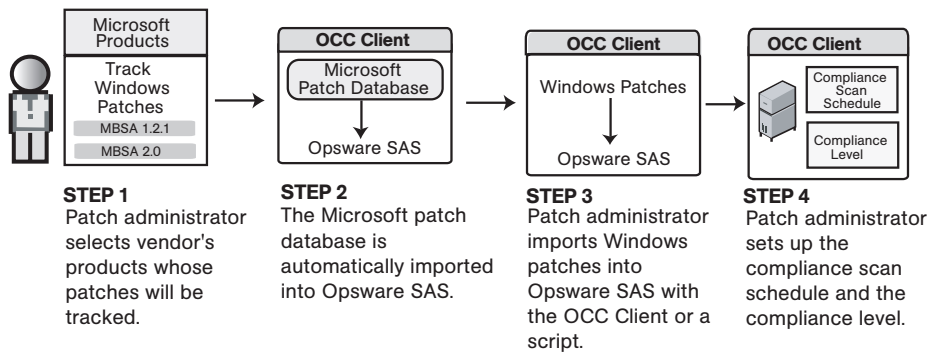 Microsoft
Products
Track
Windows
Patches
MBSA 1.2.1
MBSA 2.0
STEP 1
Patch administrator
selects vendor's
products whose
patches will be
tracked.
OCC Client
Microsoft
Patch Database
Opsware SAS
STEP 2
The Microsoft patch
database is
automatically imported
into Opsware SAS.
OCC Client
Windows Patches
Opsware SAS
STEP 3
Patch administrator
imports Windows
patches into
Opsware SAS with
the OCC Client or a
script.
OCC Client
Compliance
Scan
Schedule
Compliance
Level
STEP 4
Patch administrator
sets up the
compliance scan
schedule and the
compliance level.